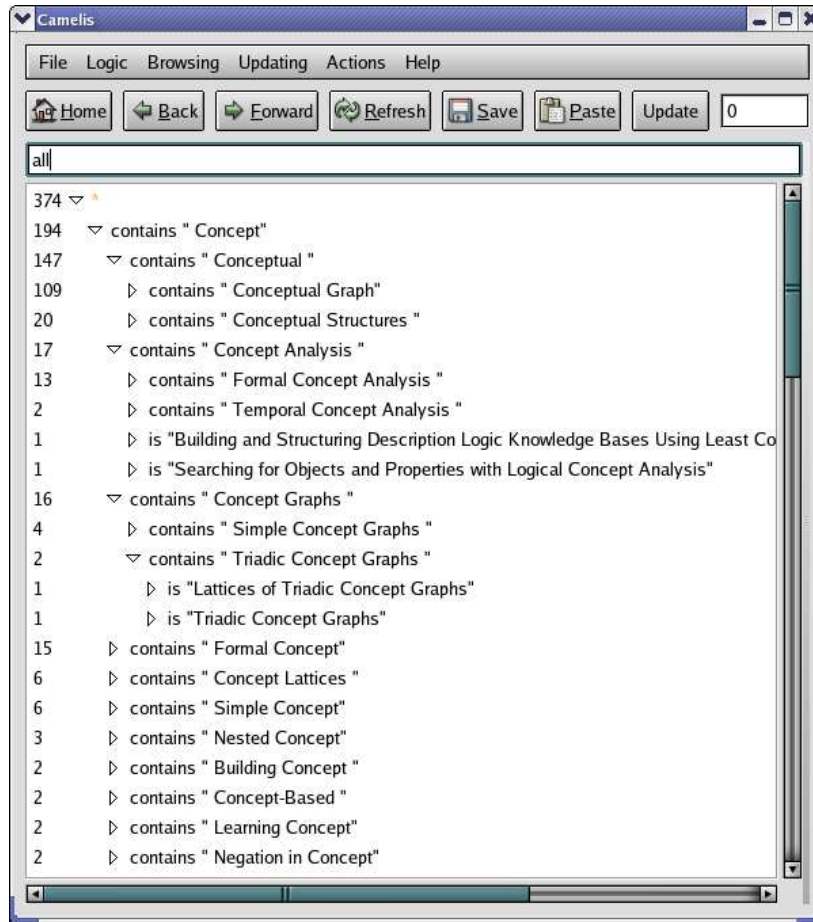 Camelis
File Logic Browsing Updating Actions Help
Home Back Forward Refresh Save Paste Update 0
all
374 *
194 contains " Concept"
147 contains " Conceptual "
109 contains " Conceptual Graph"
20 contains " Conceptual Structures "
17 contains " Concept Analysis "
13 contains " Formal Concept Analysis "
2 contains " Temporal Concept Analysis "
1 is "Building and Structuring Description Logic Knowledge Bases Using Least Co
1 is "Searching for Objects and Properties with Logical Concept Analysis"
16 contains " Concept Graphs "
4 contains " Simple Concept Graphs "
2 contains " Triadic Concept Graphs "
1 is "Lattices of Triadic Concept Graphs"
1 is "Triadic Concept Graphs"
15 contains " Formal Concept"
6 contains " Concept Lattices "
6 contains " Simple Concept"
3 contains " Nested Concept"
2 contains " Building Concept "
2 contains " Concept-Based "
2 contains " Learning Concept"
2 contains " Negation in Concept"